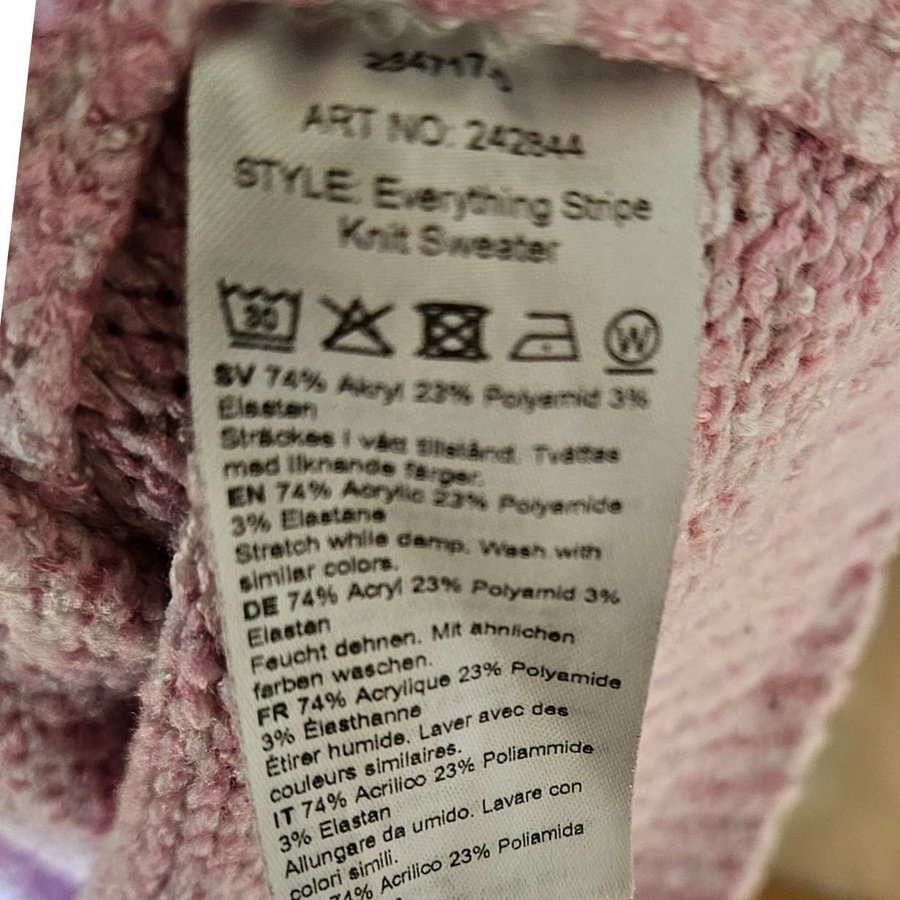 ART NO: 242844
STYLE: Everything Stripe
Knit Sweater
30
W
SV 74% Akryl 23% Polyamid 3%
Elastan
Sträckes i vått tillstånd. Tvättas
med liknande färger.
EN 74% Acrylic 23% Polyamide
3% Elastane
Stretch while damp. Wash with
similar colors.
DE 74% Acryl 23% Polyamid 3%
Elastan
Feucht dehnen. Mit ähnlichen
farben waschen.
FR 74% Acrylique 23% Polyamide
3% Élasthanne
Étirer humide. Laver avec des
couleurs similaires.
IT 74% Acrilico 23% Poliammide
3% Elastan
Allungare da umido. Lavare con
colori simili.
74% Acrilico 23% Poliamida